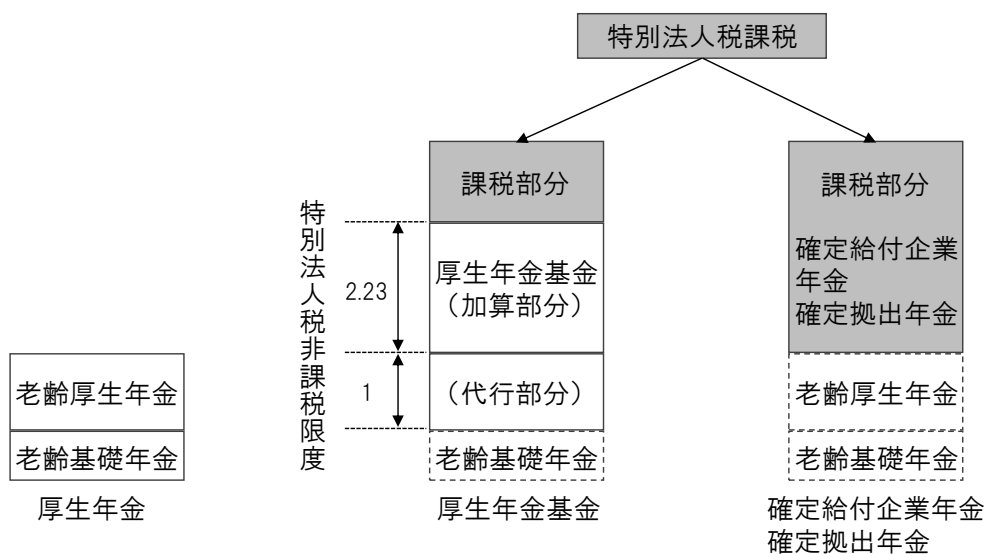 特別法人税課税
課税部分
厚生年金基金
（加算部分）
（代行部分）
老齢基礎年金
厚生年金基金
特別法人税非課税限度
2.23
1
課税部分
確定給付企業
年金
確定拠出年金
老齢厚生年金
老齢基礎年金
確定給付企業年金
確定拠出年金
老齢厚生年金
老齢基礎年金
厚生年金